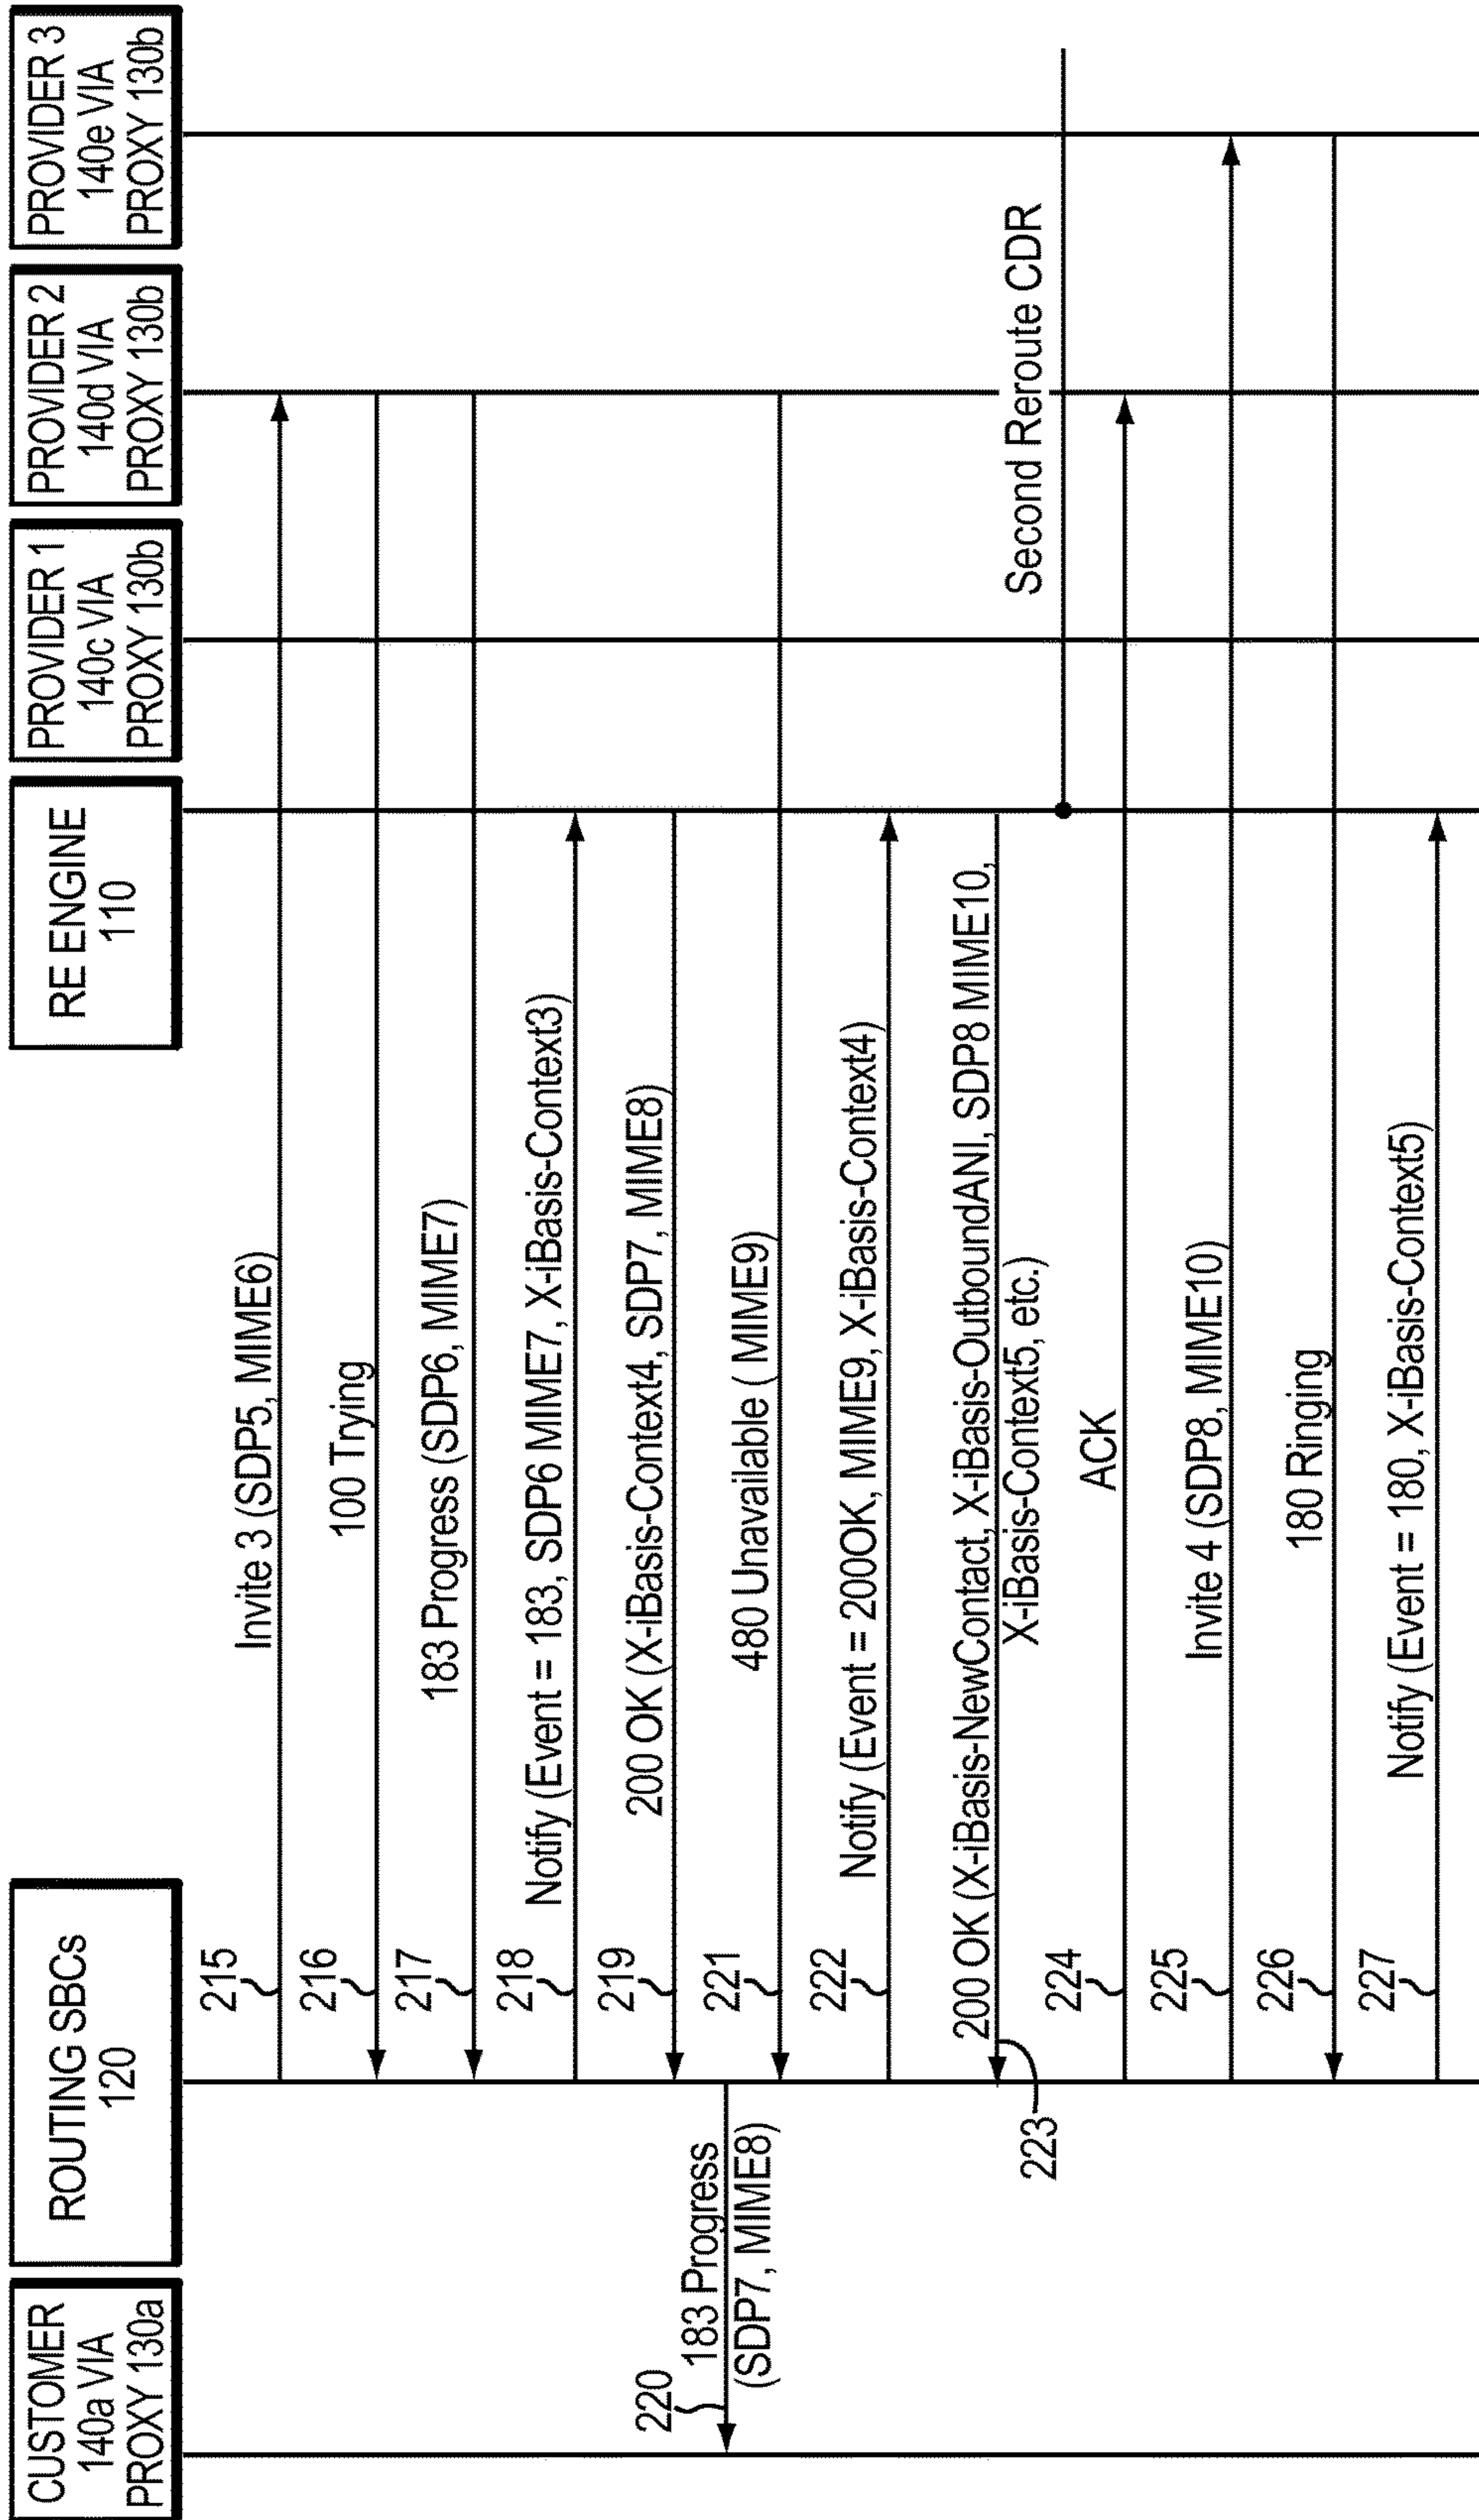 CUSTOMER
140a VIA
PROXY 130a
ROUTING SBCs
120
RE ENGINE
110
PROVIDER 1
140c VIA
PROXY 130b
PROVIDER 2
140d VIA
PROXY 130b
PROVIDER 3
140e VIA
PROXY 130b
215
Invite 3 (SDP5, MIME6)
216
100 Trying
217
183 Progress (SDP6, MIME7)
218
Notify (Event = 183, SDP6 MIME7, X-iBasis-Context3)
219
200 OK (X-iBasis-Context4, SDP7, MIME8)
220
183 Progress
(SDP7, MIME8)
221
480 Unavailable ( MIME9)
222
Notify (Event = 200OK, MIME9, X-iBasis-Context4)
223
200 OK (X-iBasis-NewContact, X-iBasis-OutboundANI, SDP8 MIME10,
X-iBasis-Context5, etc.)
Second Reroute CDR
224
ACK
225
Invite 4 (SDP8, MIME10)
226
180 Ringing
227
Notify (Event = 180, X-iBasis-Context5)